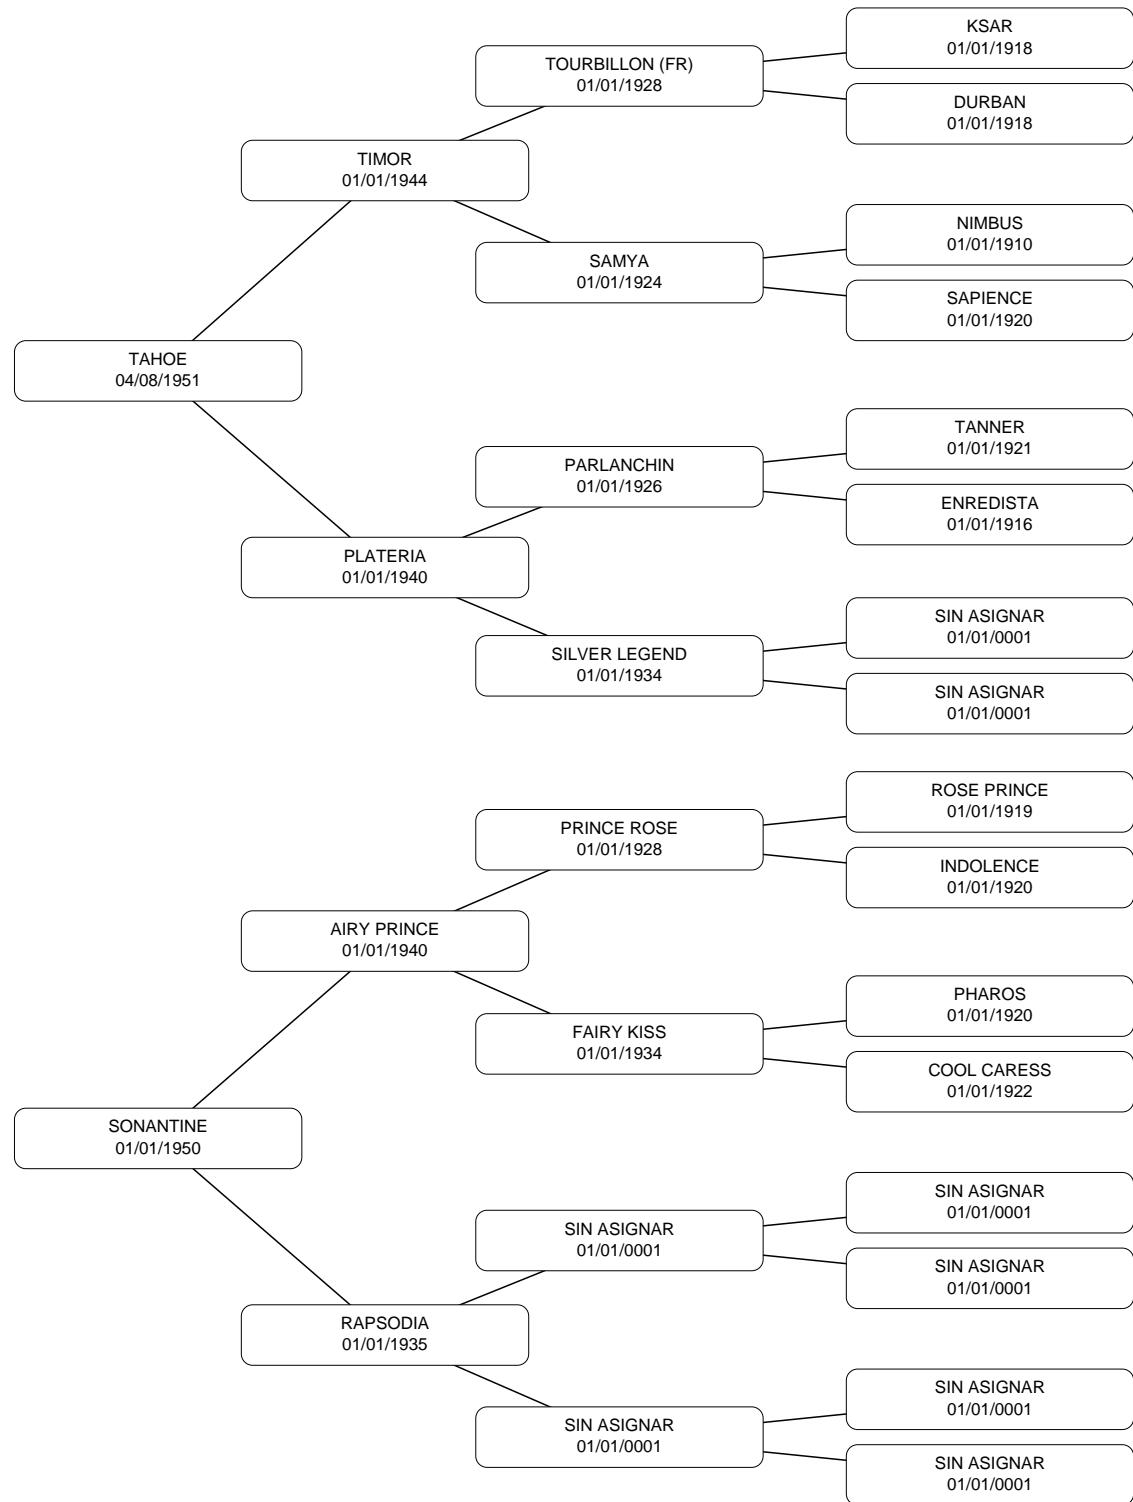 KSAR
01/01/1918
TOURBILLON (FR)
01/01/1928
DURBAN
01/01/1918
TIMOR
01/01/1944
NIMBUS
01/01/1910
SAMYA
01/01/1924
SAPIENCE
01/01/1920
TAHOE
04/08/1951
TANNER
01/01/1921
PARLANCHIN
01/01/1926
ENREDISTA
01/01/1916
PLATERIA
01/01/1940
SIN ASIGNAR
01/01/0001
SILVER LEGEND
01/01/1934
SIN ASIGNAR
01/01/0001
ROSE PRINCE
01/01/1919
PRINCE ROSE
01/01/1928
INDOLENCE
01/01/1920
AIRY PRINCE
01/01/1940
PHAROS
01/01/1920
FAIRY KISS
01/01/1934
COOL CARESS
01/01/1922
SONANTINE
01/01/1950
SIN ASIGNAR
01/01/0001
SIN ASIGNAR
01/01/0001
SIN ASIGNAR
01/01/0001
RAPSODIA
01/01/1935
SIN ASIGNAR
01/01/0001
SIN ASIGNAR
01/01/0001
SIN ASIGNAR
01/01/0001